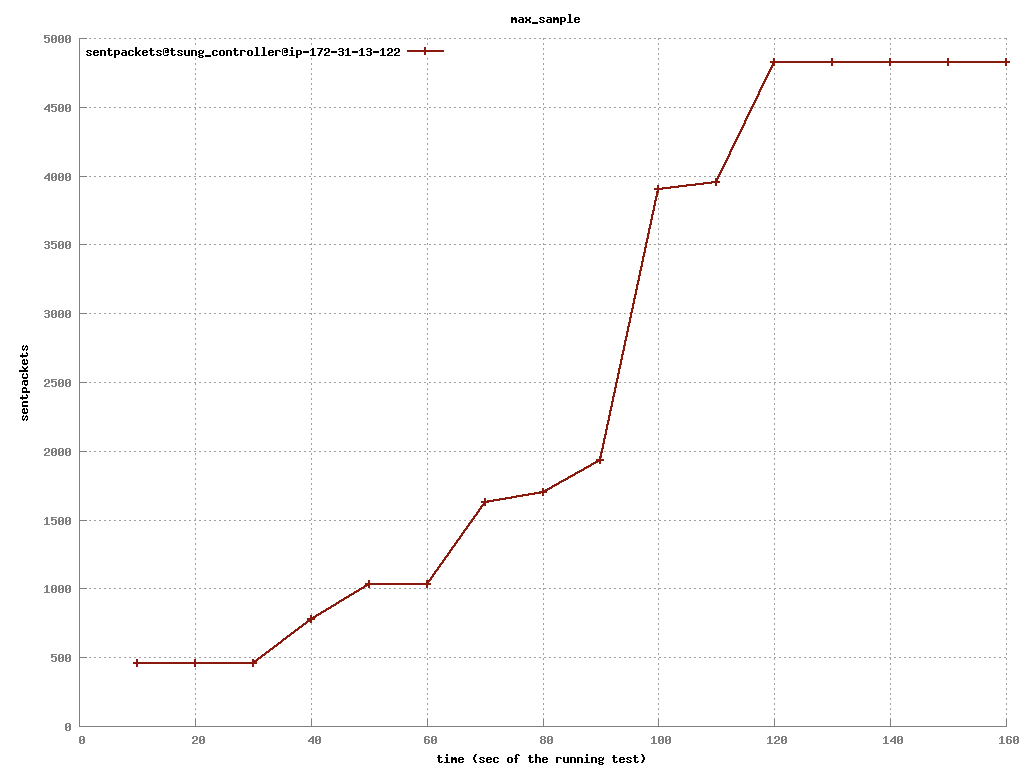 max_sample
sentpackets@tsung_controller@ip-172-31-13-122
5000
4500
4000
3500
3000
2500
2000
1500
1000
500
0
sentpackets
0 20 40 60 80 100 120 140 160
time (sec of the running test)